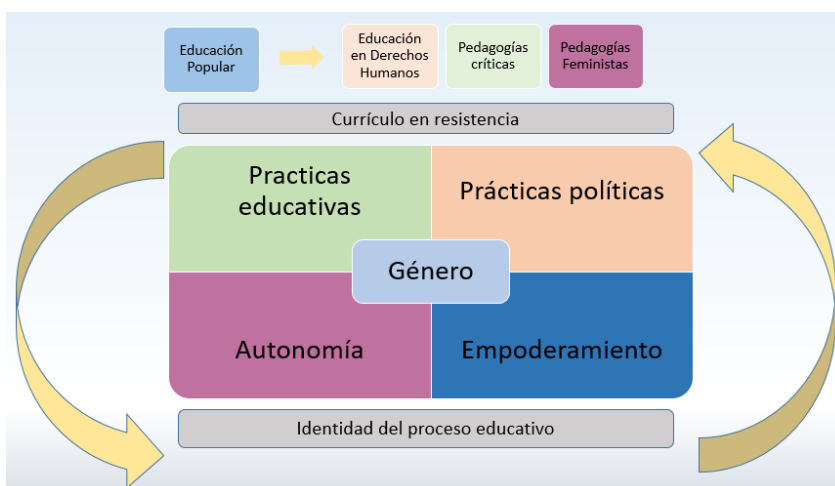 Educación
Popular
Educación
en Derechos
Humanos
Pedagogías
críticas
Pedagogías
Feministas
Currículo en resistencia
Practicas
educativas
Prácticas políticas
Género
Autonomía
Empoderamiento
Identidad del proceso educativo